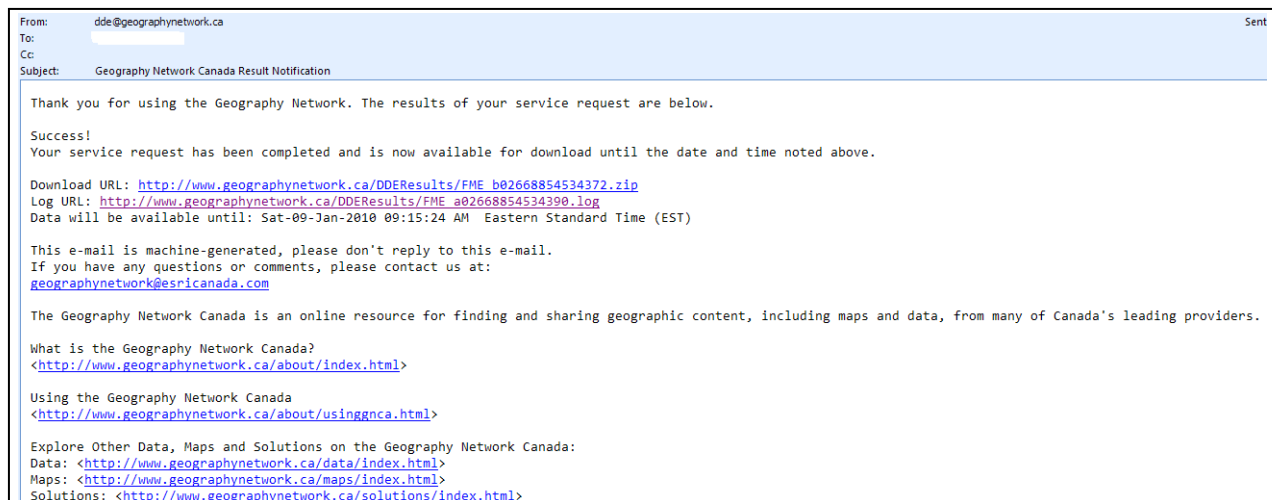 From: dde@geographynetwork.ca Sent
To:
Cc:
Subject: Geography Network Canada Result Notification
Thank you for using the Geography Network. The results of your service request are below.
Success!
Your service request has been completed and is now available for download until the date and time noted above.
Download URL: http://www.geographynetwork.ca/DDEResults/FME_b02668854534372.zip
Log URL: http://www.geographynetwork.ca/DDEResults/FME_a02668854534390.log
Data will be available until: Sat-09-Jan-2010 09:15:24 AM  Eastern Standard Time (EST)
This e-mail is machine-generated, please don't reply to this e-mail.
If you have any questions or comments, please contact us at:
geographynetwork@esricanada.com
The Geography Network Canada is an online resource for finding and sharing geographic content, including maps and data, from many of Canada's leading providers.
What is the Geography Network Canada?
<http://www.geographynetwork.ca/about/index.html>
Using the Geography Network Canada
<http://www.geographynetwork.ca/about/usinggnca.html>
Explore Other Data, Maps and Solutions on the Geography Network Canada:
Data: <http://www.geographynetwork.ca/data/index.html>
Maps: <http://www.geographynetwork.ca/maps/index.html>
Solutions: <http://www.geographynetwork.ca/solutions/index.html>